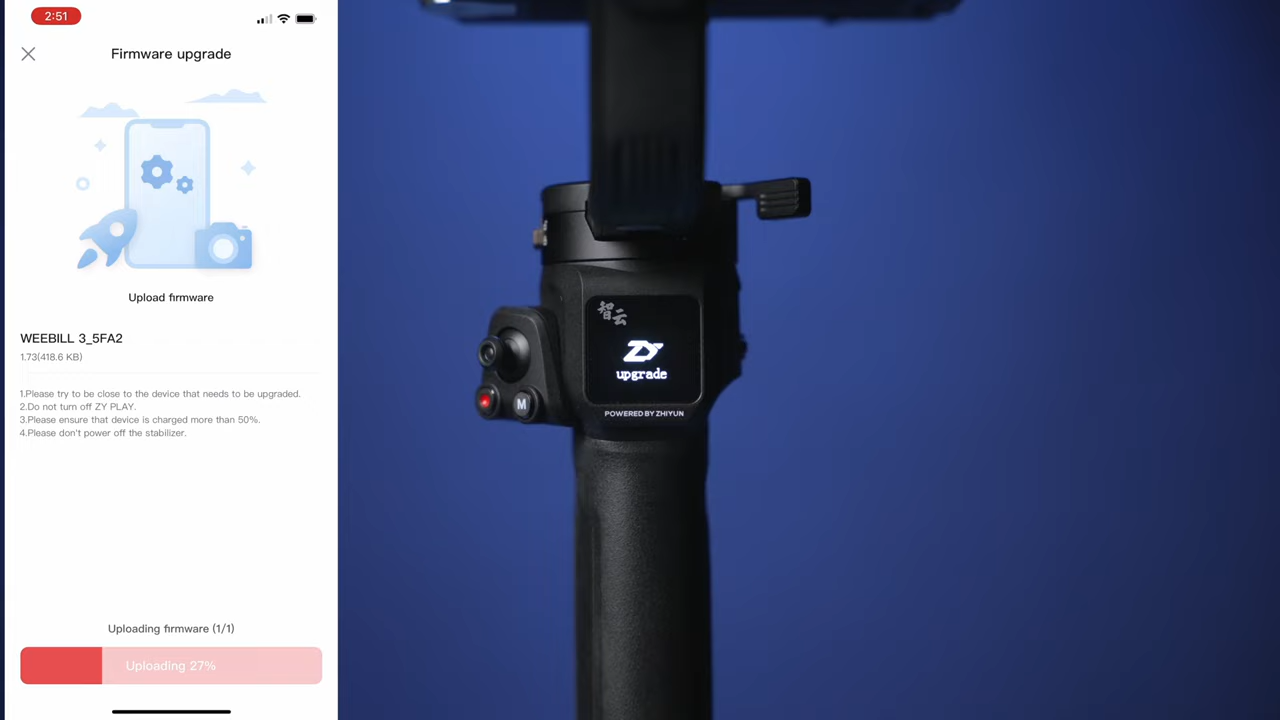 2:51
Firmware upgrade
Upload firmware
WEEBILL 3_5FA2
1.73(418.6 KB)
1.Please try to be close to the device that needs to be upgraded.
2.Do not turn off ZY PLAY.
3.Please ensure that device is charged more than 50%.
4.Please don't power off the stabilizer.
Uploading firmware (1/1)
Uploading 27%
智云
ZY
upgrade
M
POWERED BY ZHIYUN